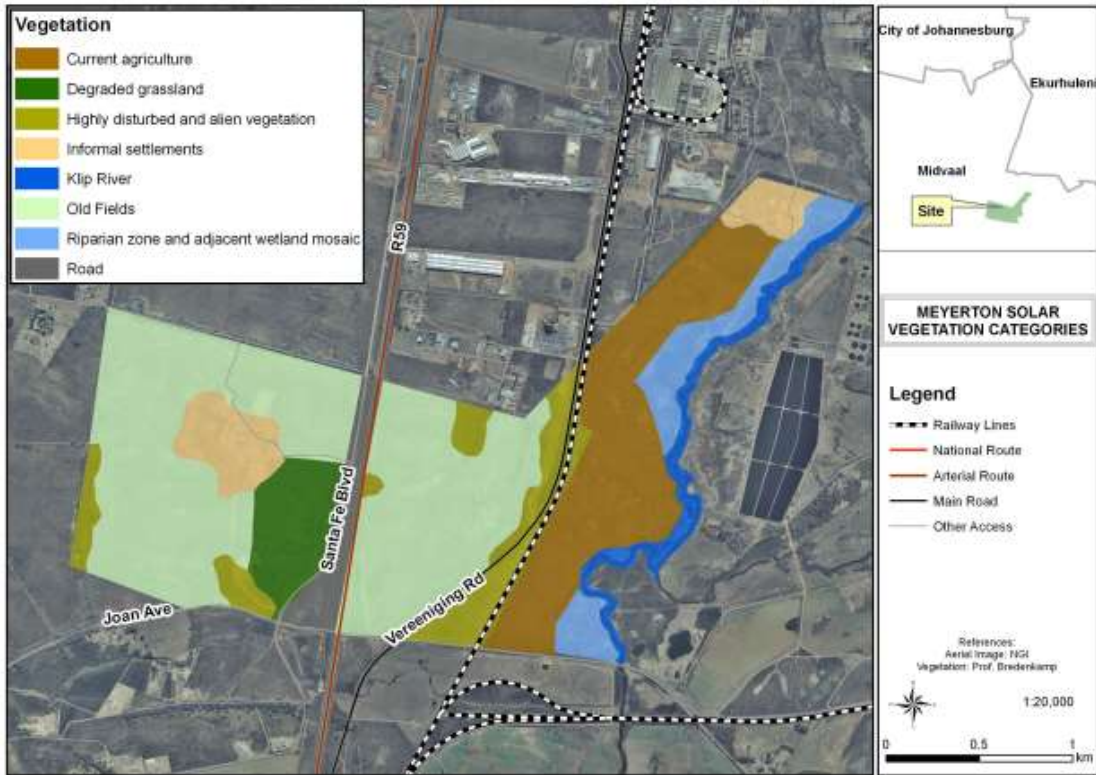 Vegetation
Current agriculture
Degraded grassland
Highly disturbed and alien vegetation
Informal settlements
Klip River
Old Fields
Riparian zone and adjacent wetland mosaic
Road
R59
Santa Fe Blvd
Vereeniging Rd
Joan Ave
City of Johannesburg
Ekurhuleni
Midvaal
Site
MEYERTON SOLAR
VEGETATION CATEGORIES
Legend
Railway Lines
National Route
Arterial Route
Main Road
Other Access
References:
Aerial Image: NGI
Vegetation: Prof. Bredenkamp
1:20,000
0 0.5 1
km